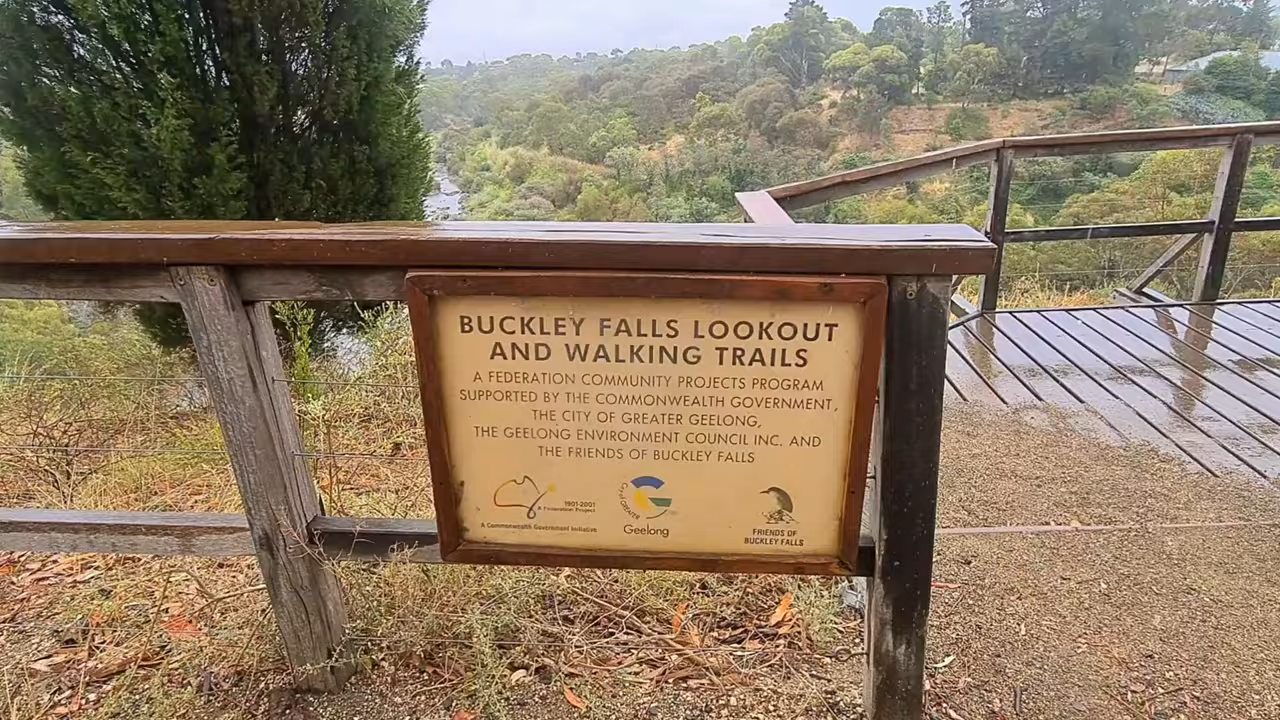 BUCKLEY FALLS LOOKOUT
AND WALKING TRAILS
A FEDERATION COMMUNITY PROJECTS PROGRAM
SUPPORTED BY THE COMMONWEALTH GOVERNMENT,
THE CITY OF GREATER GEELONG,
THE GEELONG ENVIRONMENT COUNCIL INC. AND
THE FRIENDS OF BUCKLEY FALLS
1901-2001
A Federation Project
A Commonwealth Government Initiative
City of GREATER
Geelong
FRIENDS OF
BUCKLEY FALLS